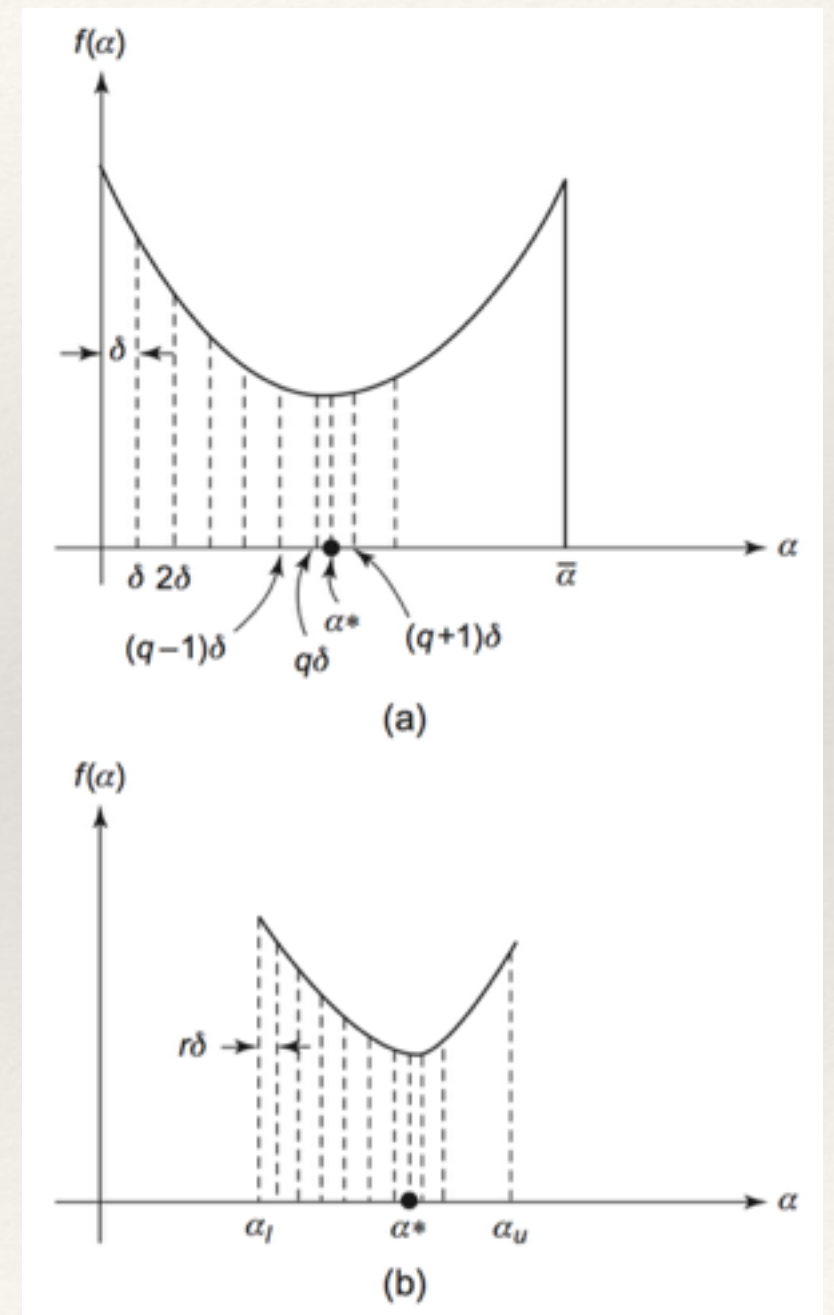 f(α)
δ
α
δ 2δ
ᾱ
(q−1)δ
qδ
α*
(q+1)δ
(a)
f(α)
rδ
α
αl
α*
αu
(b)